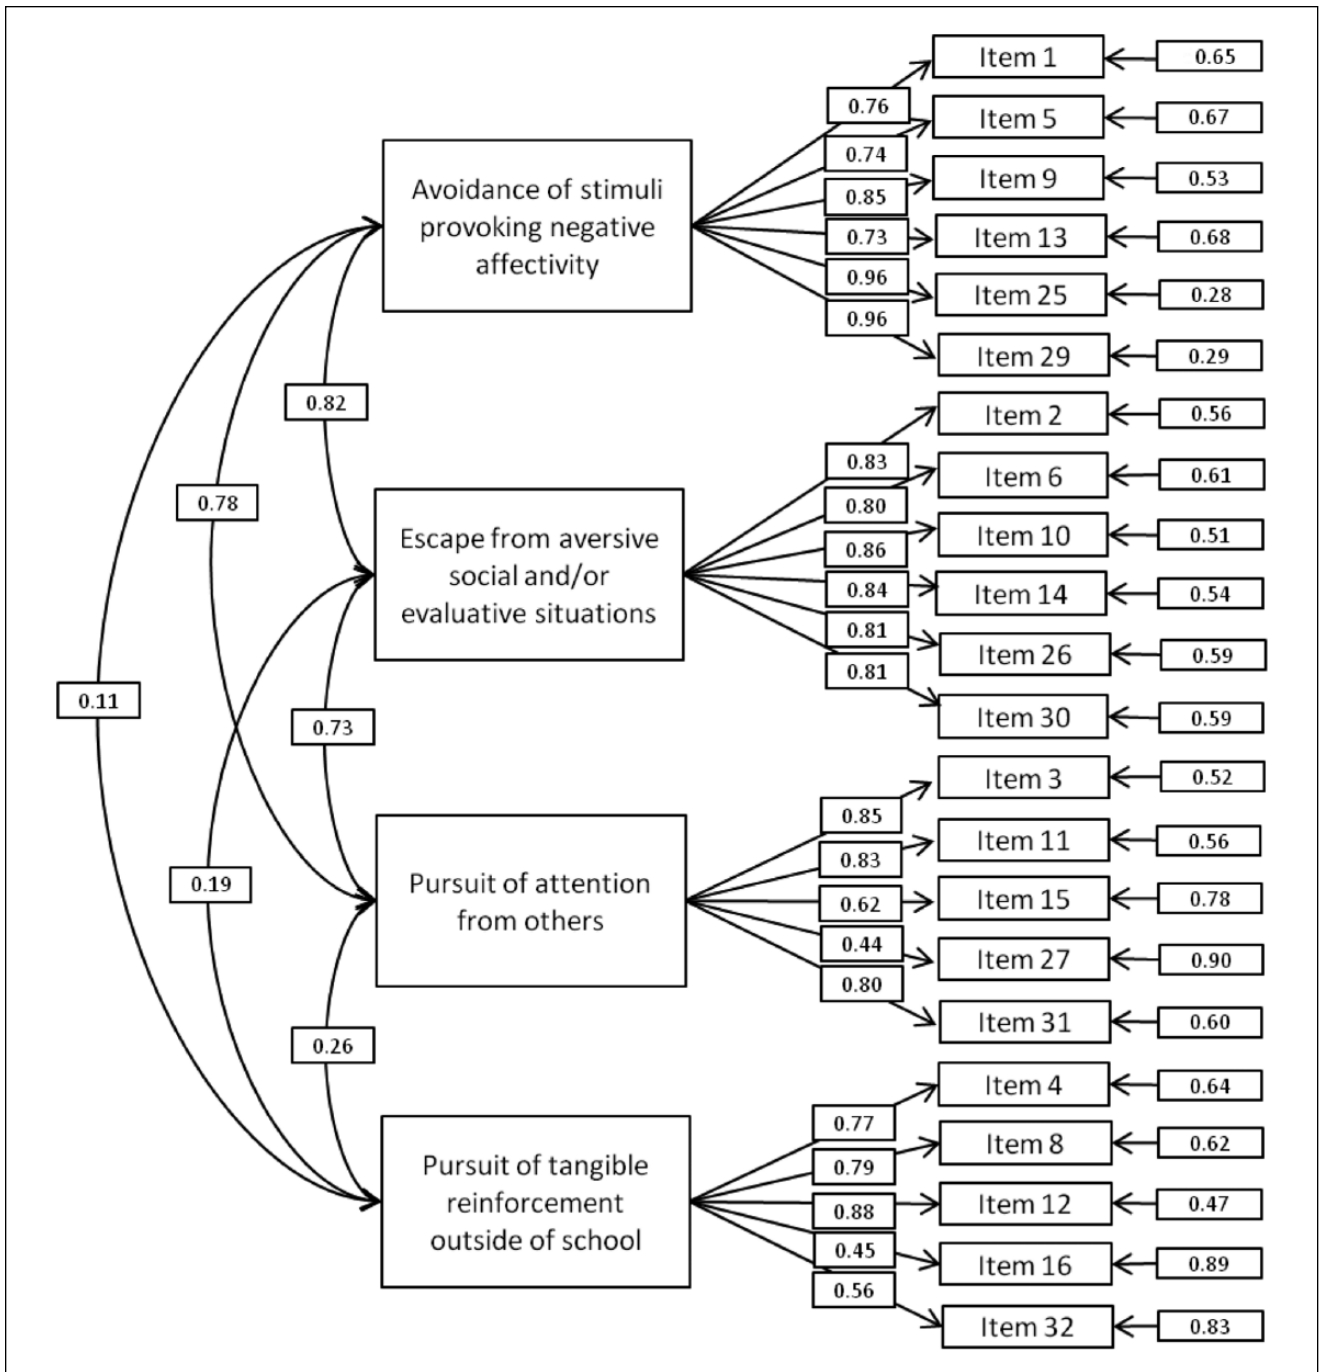 Item 1
0.65
0.76
Item 5
0.67
0.74
Item 9
0.53
0.85
Avoidance of stimuli
provoking negative
affectivity
0.73
Item 13
0.68
0.96
Item 25
0.28
0.96
Item 29
0.29
0.82
Item 2
0.56
0.83
Item 6
0.61
0.78
0.80
Item 10
0.51
0.86
Escape from aversive
social and/or
evaluative situations
0.84
Item 14
0.54
0.81
Item 26
0.59
0.81
Item 30
0.59
0.11
0.73
Item 3
0.52
0.85
Item 11
0.56
0.83
0.19
Pursuit of attention
from others
0.62
Item 15
0.78
0.44
Item 27
0.90
0.80
Item 31
0.60
0.26
Item 4
0.64
0.77
Item 8
0.62
0.79
Pursuit of tangible
reinforcement
outside of school
0.88
Item 12
0.47
0.45
Item 16
0.89
0.56
Item 32
0.83